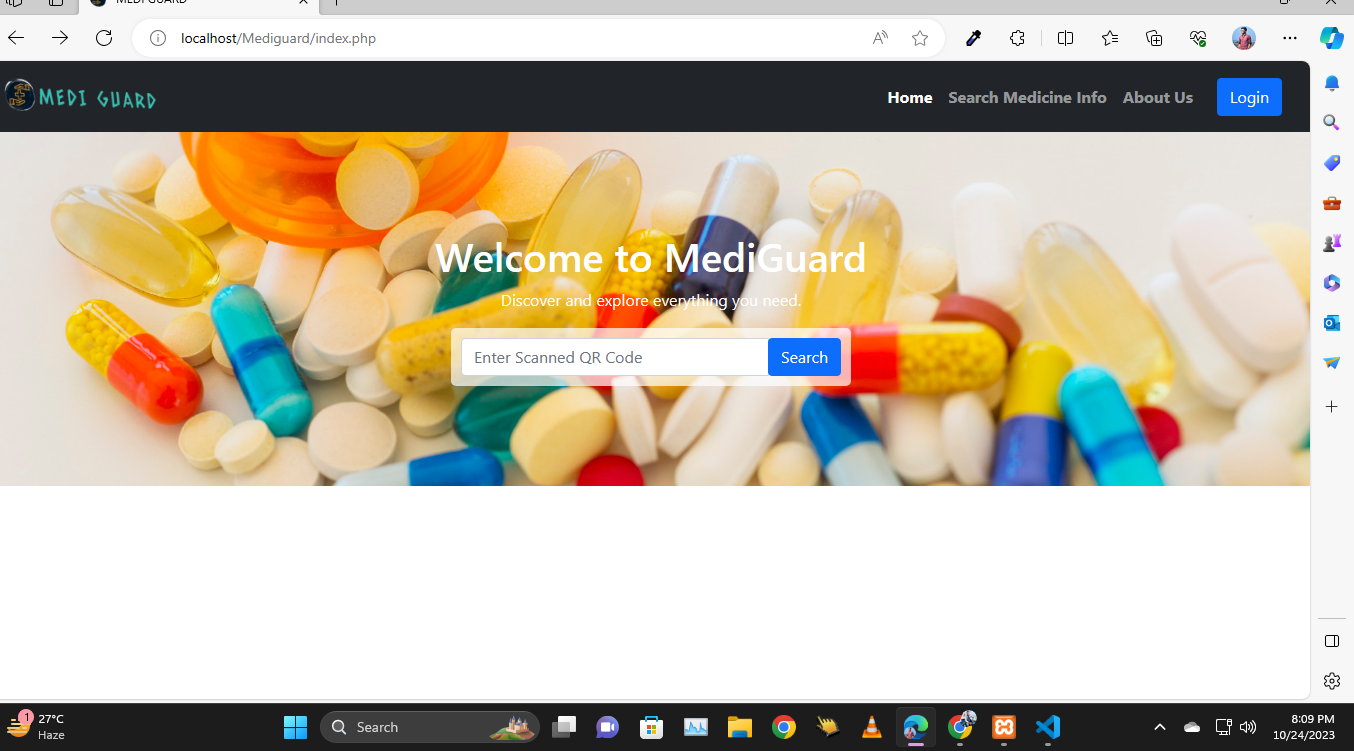 MEDI GUARD
localhost/Mediguard/index.php
MEDI GUARD
Home
Search Medicine Info
About Us
Login
Welcome to MediGuard
Discover and explore everything you need.
Enter Scanned QR Code
Search
1
27°C
Haze
Search
8:09 PM
10/24/2023